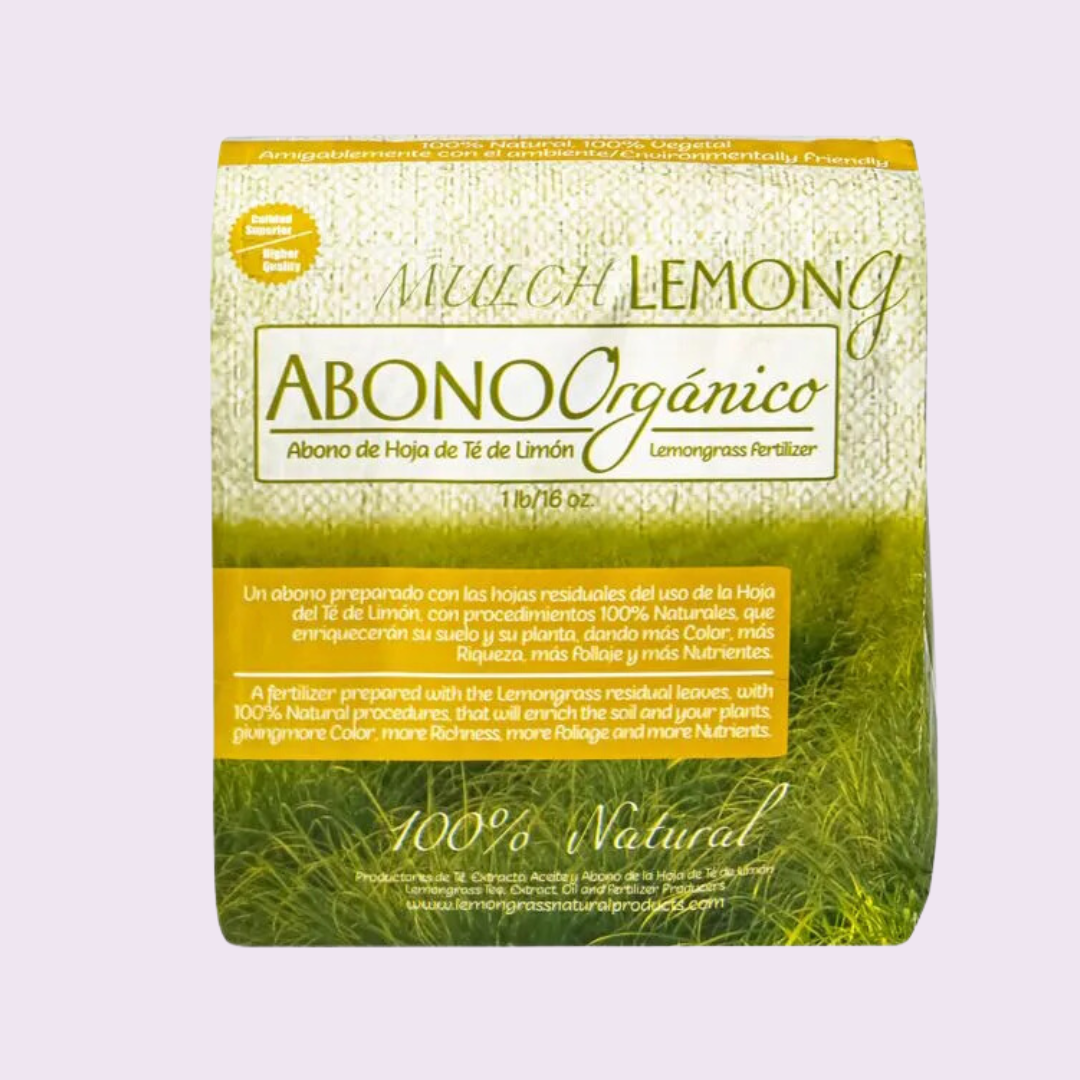 100% Natural, 100% Vegetal
Amigablemente con el ambiente/Environmentally Friendly
Calidad
Superior
Higher
Quality
MULCH LEMONG
ABONO Orgánico
Abono de Hoja de Té de Limón
Lemongrass Fertilizer
1 lb/16 oz.
Un abono preparado con las hojas residuales del uso de la Hoja
del Té de Limón, con procedimientos 100% Naturales, que
enriquecerán su suelo y su planta, dando más Color, más
Riqueza, más Follaje y más Nutrientes.
A fertilizer prepared with the Lemongrass residual leaves, with
100% Natural procedures, that will enrich the soil and your plants,
givingmore Color, more Richness, more Foliage and more Nutrients.
100% Natural
Productores de Té, Extracto, Aceite y Abono de la Hoja de Té de Limón
Lemongrass Tea, Extract, Oil and Fertilizer Producers
www.lemongrassnaturalproducts.com